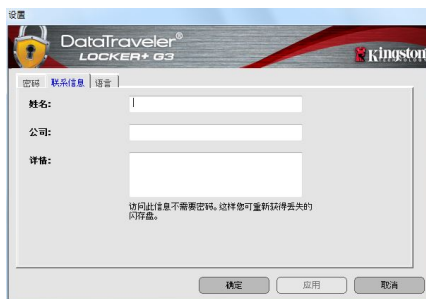 设置
DataTraveler®
LOCKER+ G3
Kingston
密码 联系信息 语言
姓名:
公司:
详情:
访问此信息不需要密码。这样您可重新获得丢失的
闪存盘。
确定 应用 取消